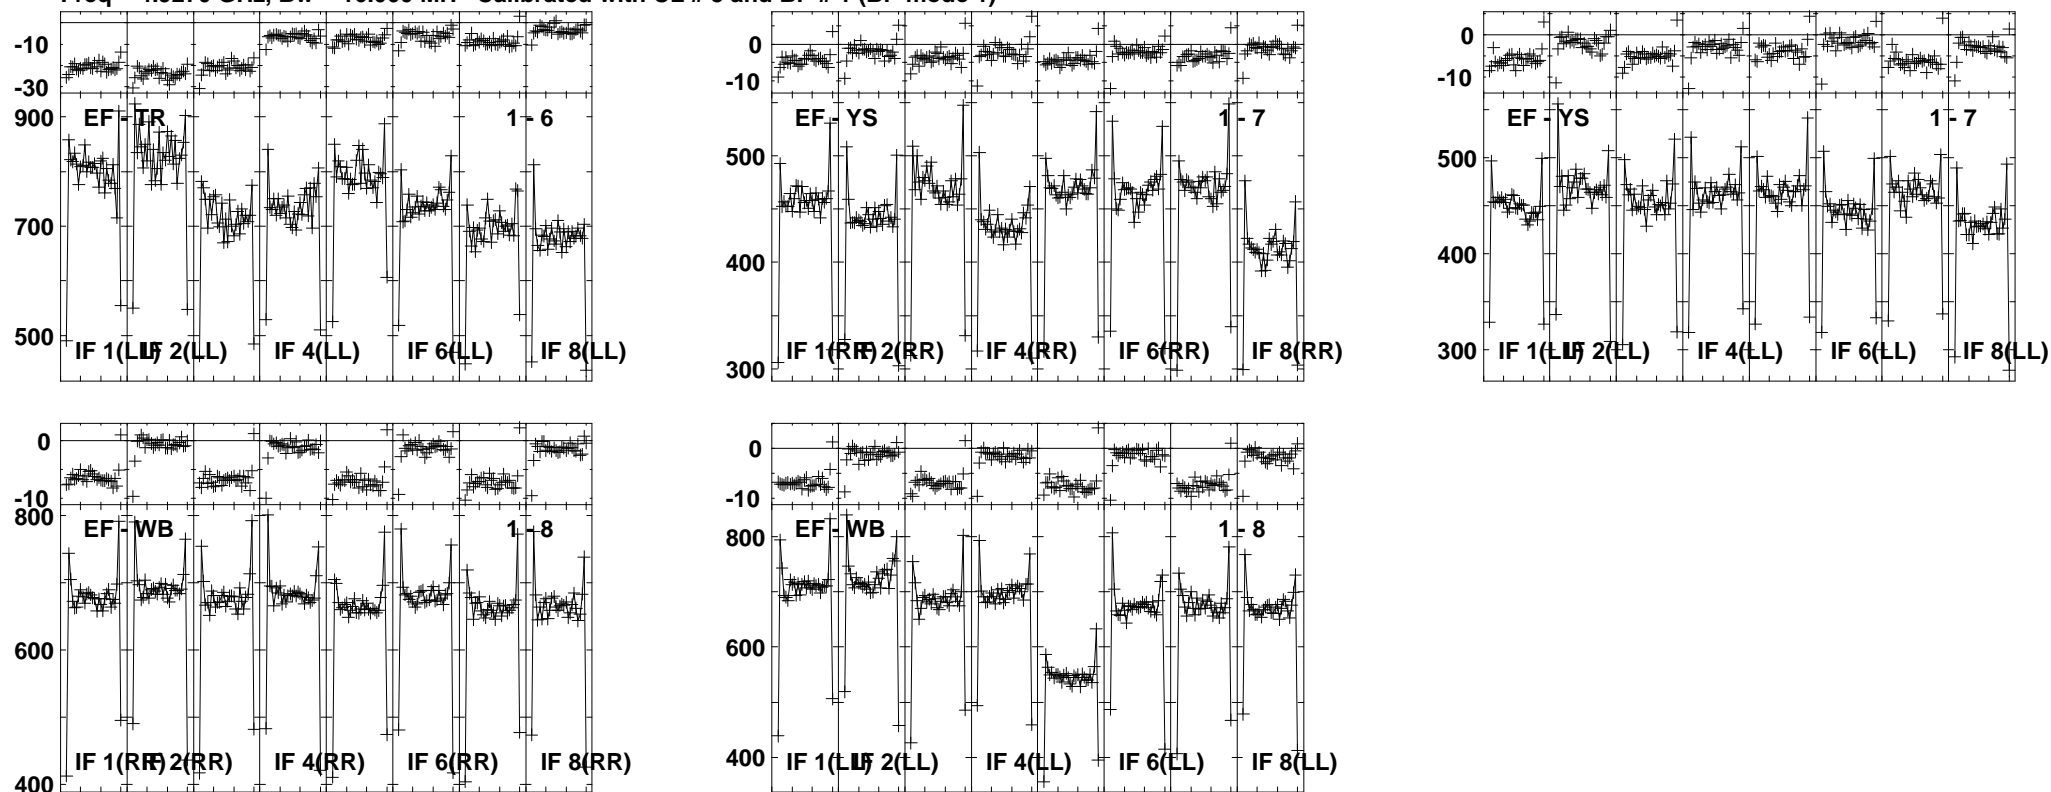 -10
-30
900
700
500
EF - TR
1 - 6
IF 1(LL)
IF 2(LL)
IF 4(LL)
IF 6(LL)
IF 8(LL)
0
-10
500
400
300
EF - YS
1 - 7
IF 1(RR)
IF 2(RR)
IF 4(RR)
IF 6(RR)
IF 8(RR)
0
-10
500
400
300
EF - YS
1 - 7
IF 1(LL)
IF 2(LL)
IF 4(LL)
IF 6(LL)
IF 8(LL)
0
-10
800
600
400
EF - WB
1 - 8
IF 1(RR)
IF 2(RR)
IF 4(RR)
IF 6(RR)
IF 8(RR)
0
-10
800
600
400
EF - WB
1 - 8
IF 1(LL)
IF 2(LL)
IF 4(LL)
IF 6(LL)
IF 8(LL)